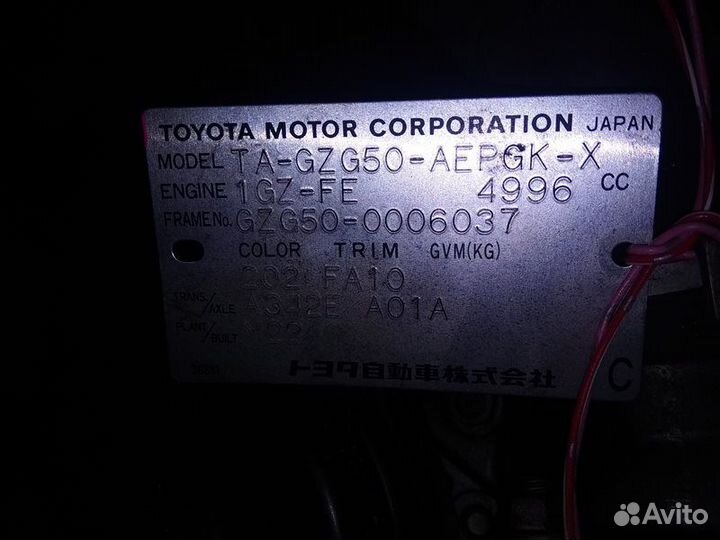 TOYOTA MOTOR CORPORATION JAPAN
MODEL TA-GZG50-AEPGK-X
ENGINE 1GZ-FE 4996 CC
FRAME No. GZG50-0006037
COLOR TRIM GVM(KG)
202 FA10
TRANS./AXLE A342E A01A
PLANT/BUILT
トヨタ自動車株式会社 C
Avito